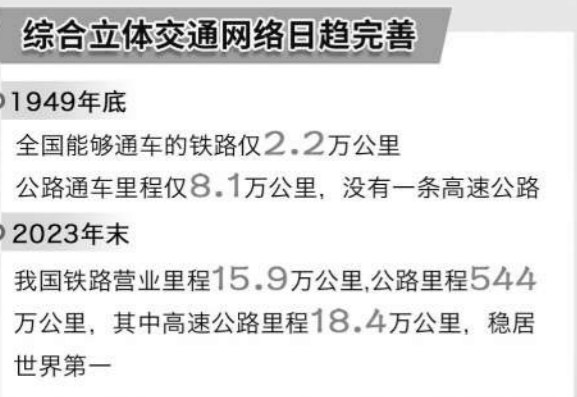 综合立体交通网络日趋完善
1949年底
全国能够通车的铁路仅2.2万公里
公路通车里程仅8.1万公里，没有一条高速公路
2023年末
我国铁路营业里程15.9万公里,公路里程544
万公里，其中高速公路里程18.4万公里，稳居
世界第一